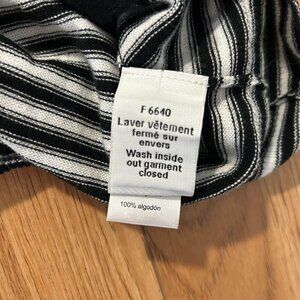 F 6640
Laver vêtement
fermé sur
envers
Wash inside
out garment
closed
100% algodón